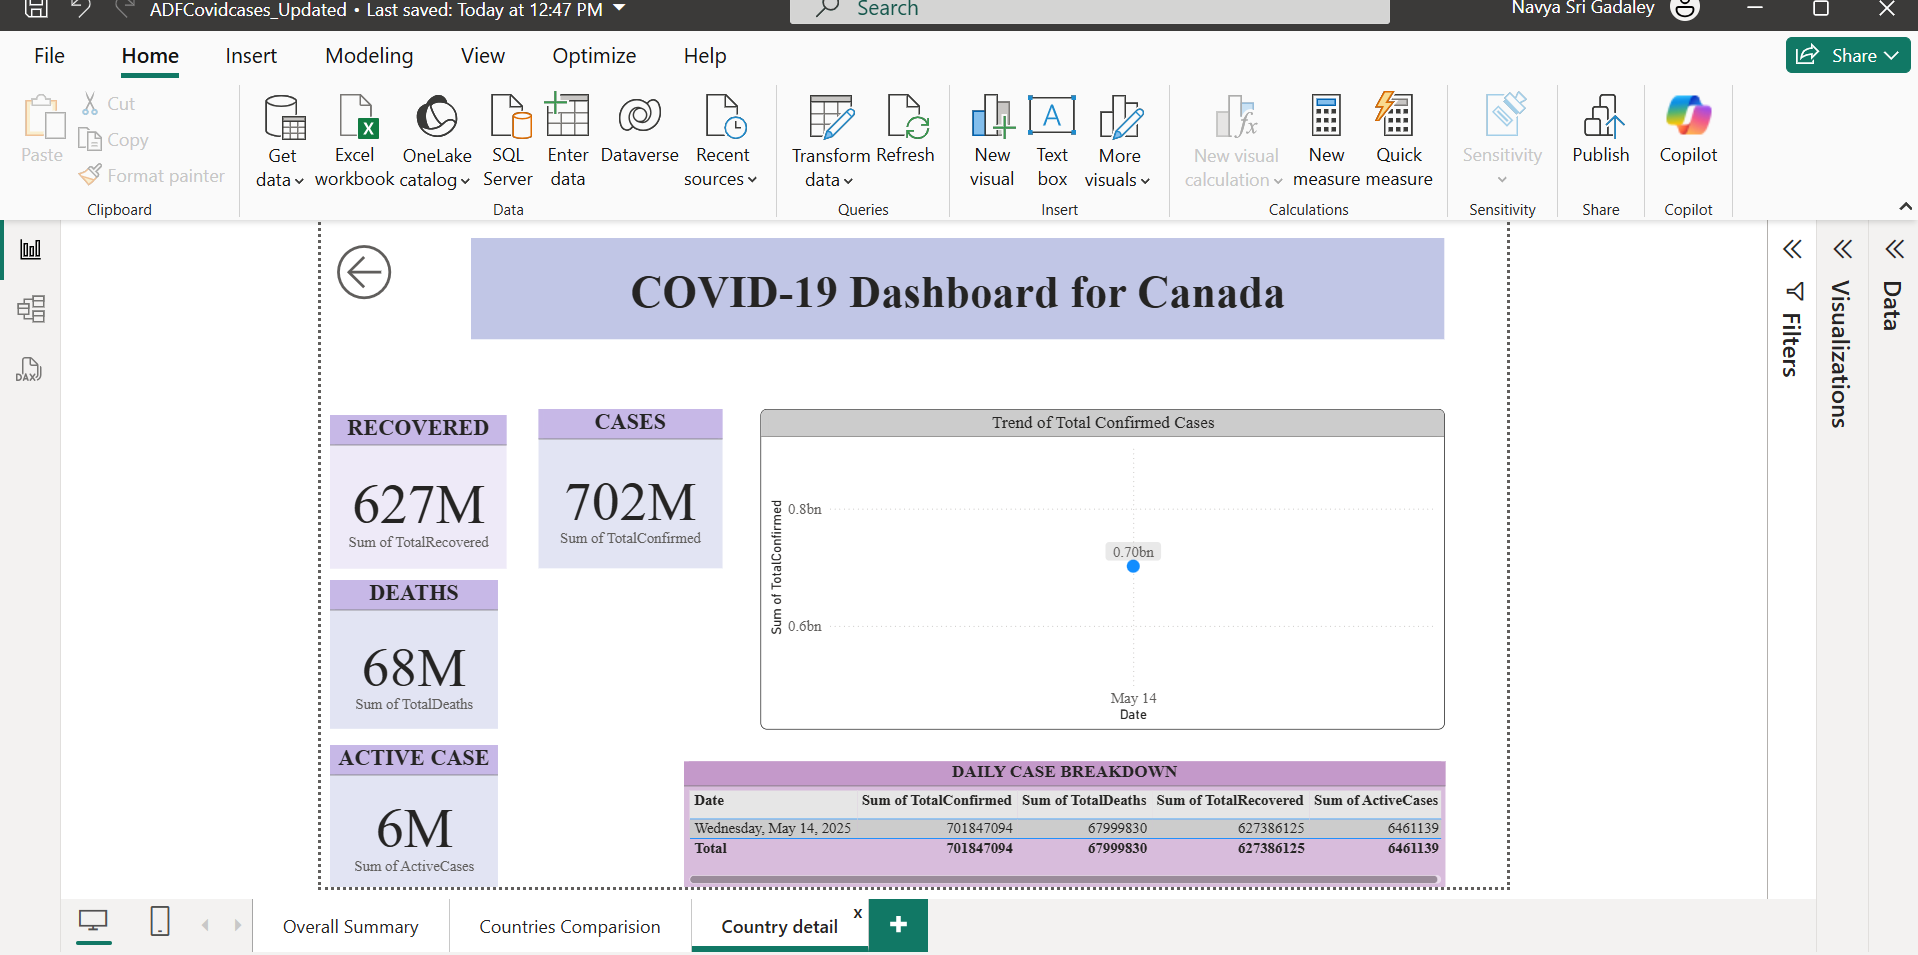 ADFCovidcases_Updated • Last saved: Today at 12:47 PM
Search
Navya Sri Gadaley
File Home Insert Modeling View Optimize Help
Share
Paste
Cut
Copy
Format painter
Clipboard
Get data
Excel workbook
OneLake catalog
SQL Server
Enter data
Dataverse
Recent sources
Data
Transform data
Refresh
Queries
New visual
Text box
More visuals
Insert
New visual calculation
New measure
Quick measure
Calculations
Sensitivity
Sensitivity
Publish
Share
Copilot
Copilot
DAX
COVID-19 Dashboard for Canada
RECOVERED
627M
Sum of TotalRecovered
CASES
702M
Sum of TotalConfirmed
DEATHS
68M
Sum of TotalDeaths
ACTIVE CASE
6M
Sum of ActiveCases
Trend of Total Confirmed Cases
Sum of TotalConfirmed
0.8bn
0.70bn
0.6bn
May 14
Date
DAILY CASE BREAKDOWN
Date Sum of TotalConfirmed Sum of TotalDeaths Sum of TotalRecovered Sum of ActiveCases
Wednesday, May 14, 2025 701847094 67999830 627386125 6461139
Total 701847094 67999830 627386125 6461139
Filters
Visualizations
Data
Overall Summary
Countries Comparision
Country detail
x